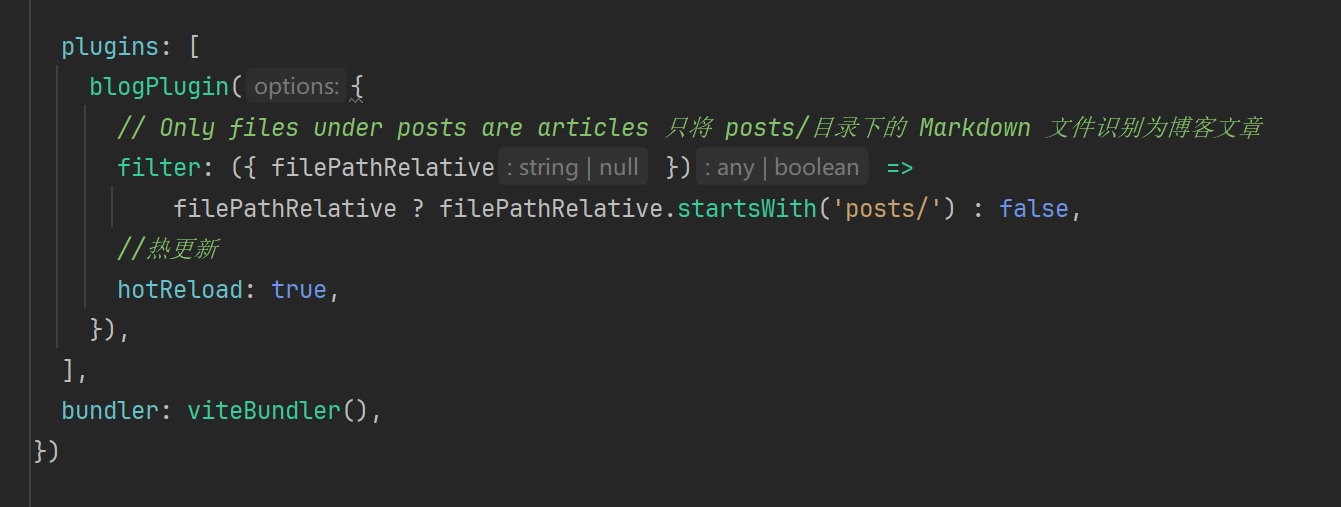 plugins: [
blogPlugin( options: {
// Only files under posts are articles 只将 posts/目录下的 Markdown 文件识别为博客文章
filter: ({ filePathRelative : string | null }) : any | boolean =>
filePathRelative ? filePathRelative.startsWith('posts/') : false,
//热更新
hotReload: true,
}),
],
bundler: viteBundler(),
})